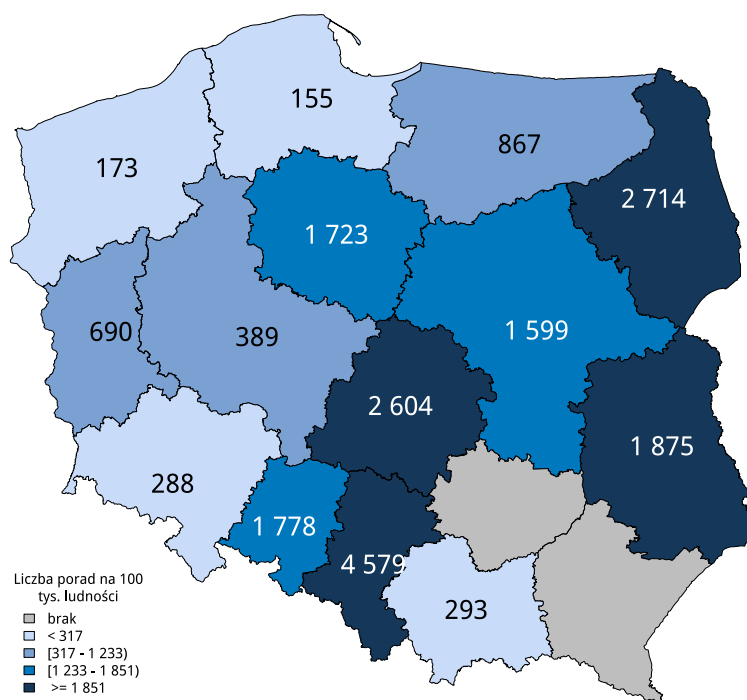 155
867
173
2 714
1 723
690
389
1 599
2 604
1 875
288
1 778
4 579
293
Liczba porad na 100
tys. ludności
brak
< 317
[317 - 1 233)
[1 233 - 1 851)
>= 1 851